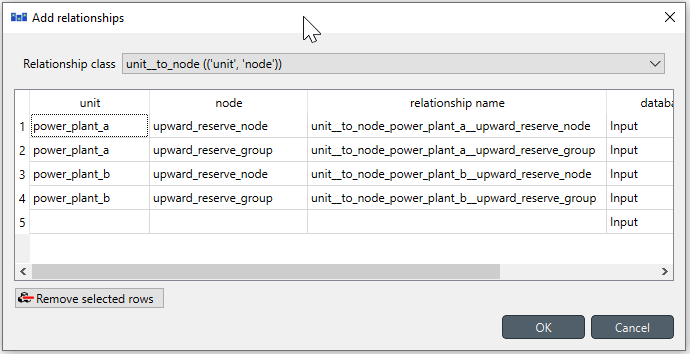 Add relationships
Relationship class unit__to_node (('unit', 'node'))
unit node relationship name databa
1 power_plant_a upward_reserve_node unit__to_node_power_plant_a__upward_reserve_node Input
2 power_plant_a upward_reserve_group unit__to_node_power_plant_a__upward_reserve_group Input
3 power_plant_b upward_reserve_node unit__to_node_power_plant_b__upward_reserve_node Input
4 power_plant_b upward_reserve_group unit__to_node_power_plant_b__upward_reserve_group Input
5 Input
Remove selected rows
OK Cancel